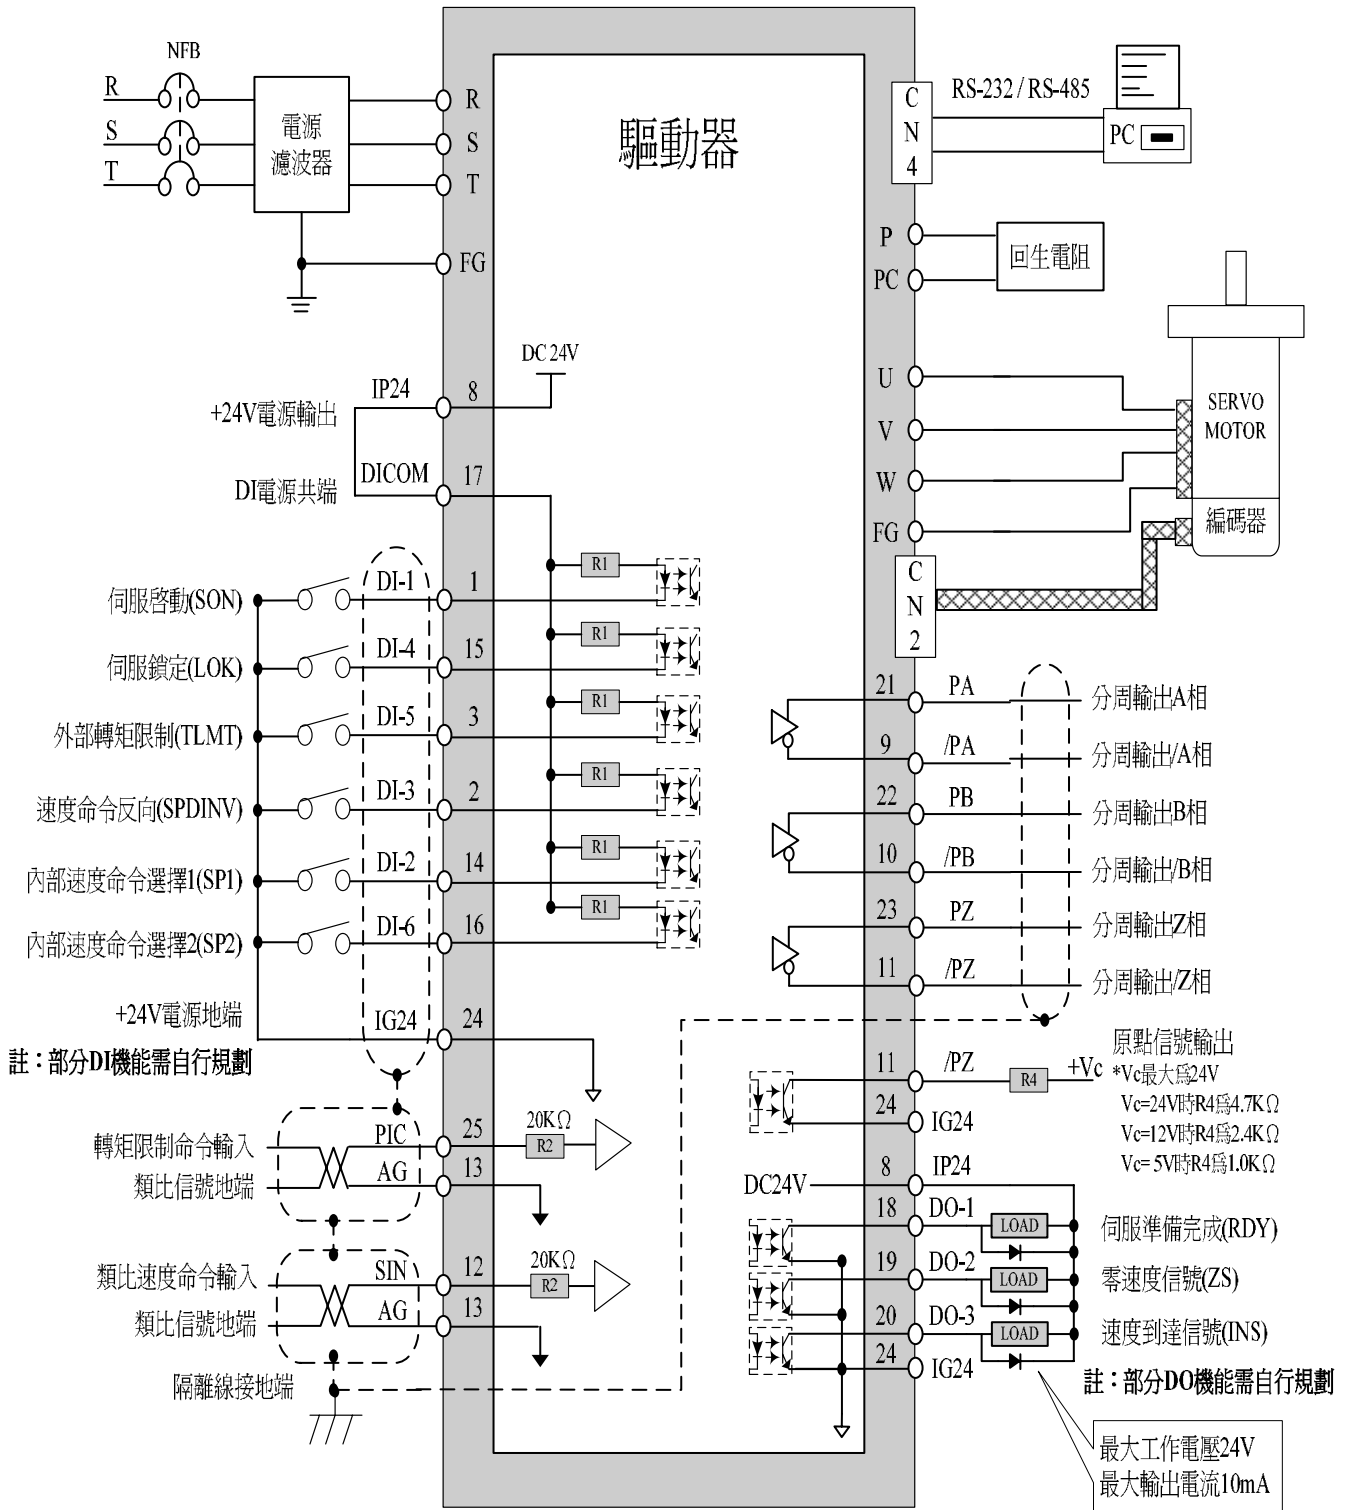 NFB
R
S
T
電源
濾波器
R
S
T
FG
驅動器
CN4
RS-232 / RS-485
PC
P
PC
回生電阻
U
V
W
FG
SERVO
MOTOR
編碼器
CN2
DC 24V
+24V電源輸出
IP24
8
DI電源共端
DICOM
17
伺服啓動(SON)
DI-1
1
R1
伺服鎖定(LOK)
DI-4
15
R1
外部轉矩限制(TLMT)
DI-5
3
R1
速度命令反向(SPDINV)
DI-3
2
R1
內部速度命令選擇1(SP1)
DI-2
14
R1
內部速度命令選擇2(SP2)
DI-6
16
R1
+24V電源地端
IG24
24
註：部分DI機能需自行規劃
轉矩限制命令輸入
PIC
25
20KΩ
R2
類比信號地端
AG
13
類比速度命令輸入
SIN
12
20KΩ
R2
類比信號地端
AG
13
隔離線接地端
21
PA
分周輸出A相
9
/PA
分周輸出/A相
22
PB
分周輸出B相
10
/PB
分周輸出/B相
23
PZ
分周輸出Z相
11
/PZ
分周輸出/Z相
11
/PZ
R4
+Vc
24
IG24
原點信號輸出
*Vc最大爲24V
Vc=24V時R4爲4.7KΩ
Vc=12V時R4爲2.4KΩ
Vc= 5V時R4爲1.0KΩ
DC24V
8
IP24
18
DO-1
LOAD
伺服準備完成(RDY)
19
DO-2
LOAD
零速度信號(ZS)
20
DO-3
LOAD
速度到達信號(INS)
24
IG24
註：部分DO機能需自行規劃
最大工作電壓24V
最大輸出電流10mA